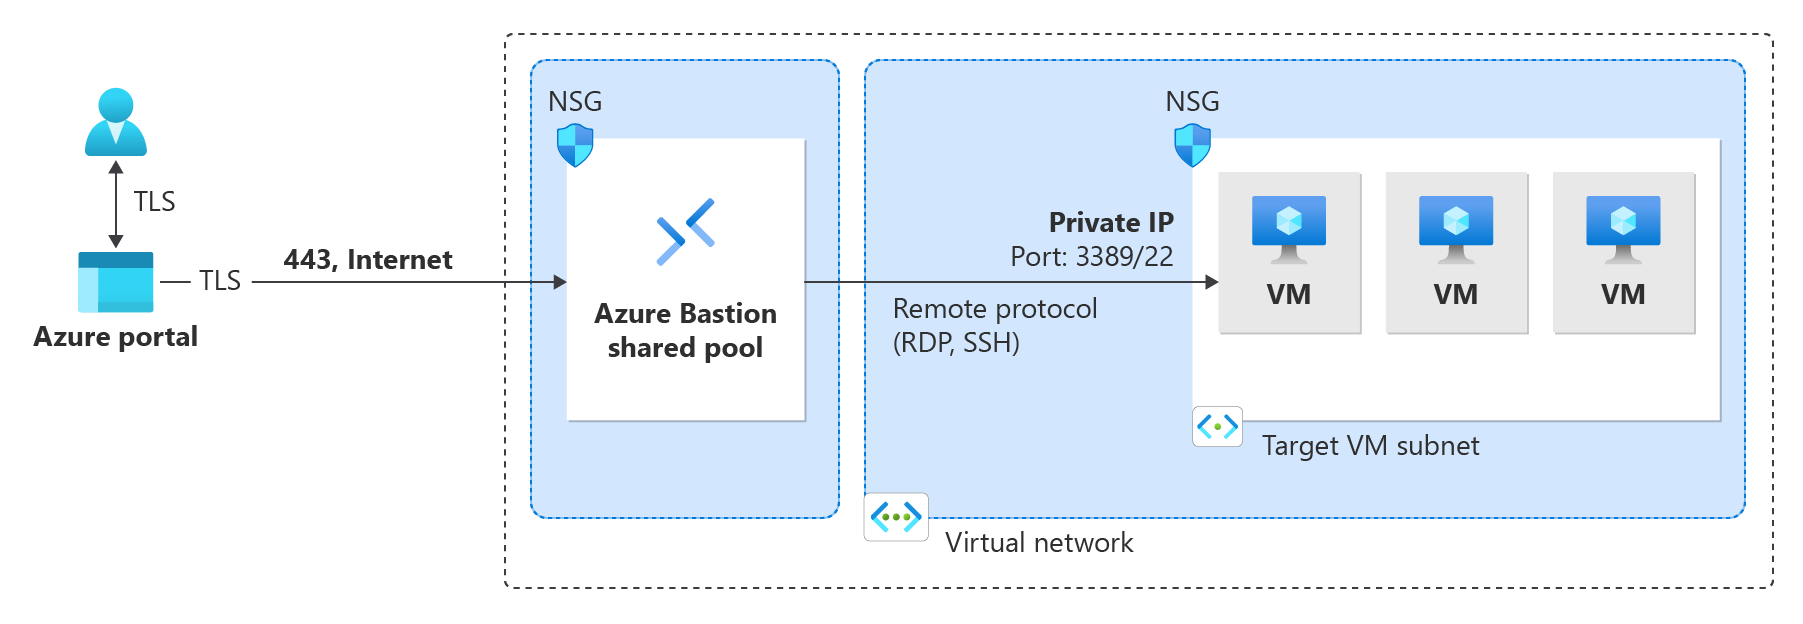 TLS
Azure portal
TLS
443, Internet
NSG
Azure Bastion
shared pool
Private IP
Port: 3389/22
Remote protocol
(RDP, SSH)
NSG
VM
VM
VM
Target VM subnet
Virtual network